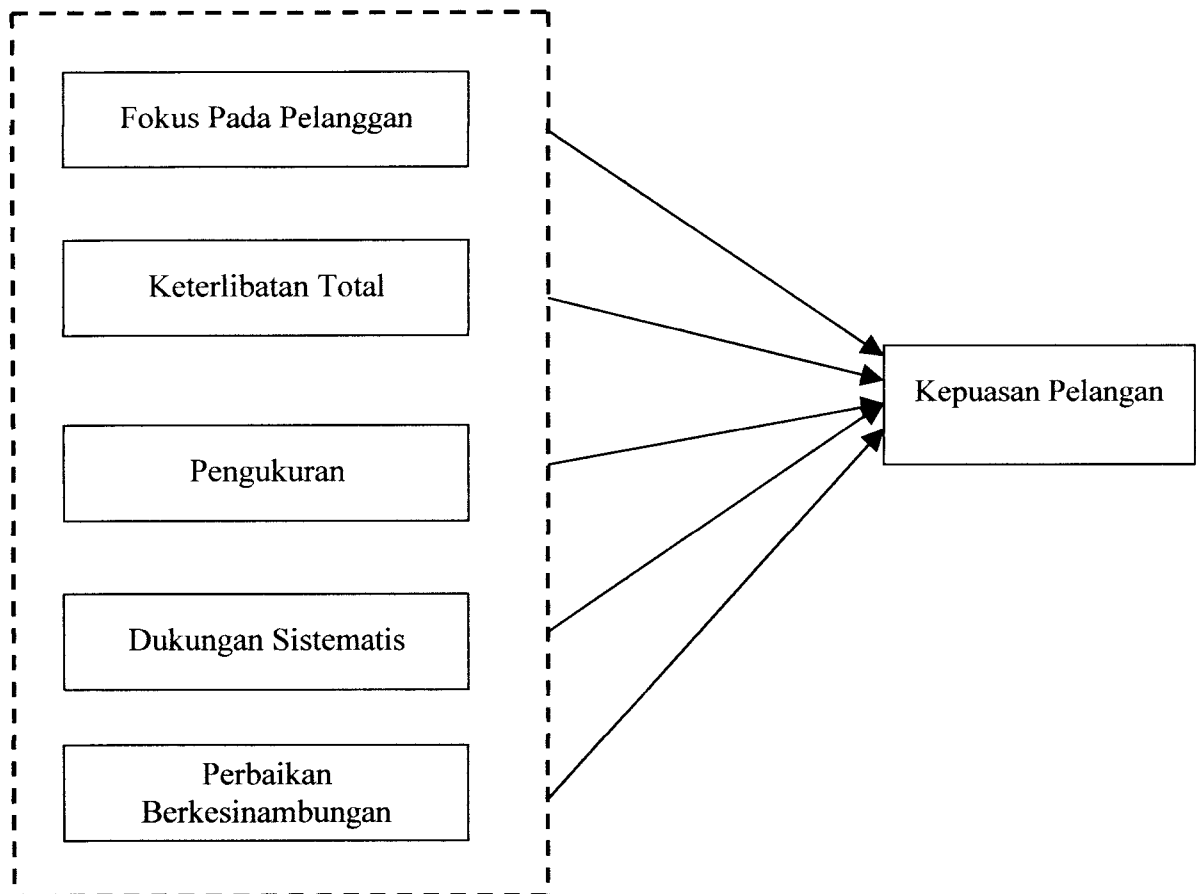 Fokus Pada Pelanggan
Keterlibatan Total
Pengukuran
Dukungan Sistematis
Perbaikan
Berkesinambungan
Kepuasan Pelangan